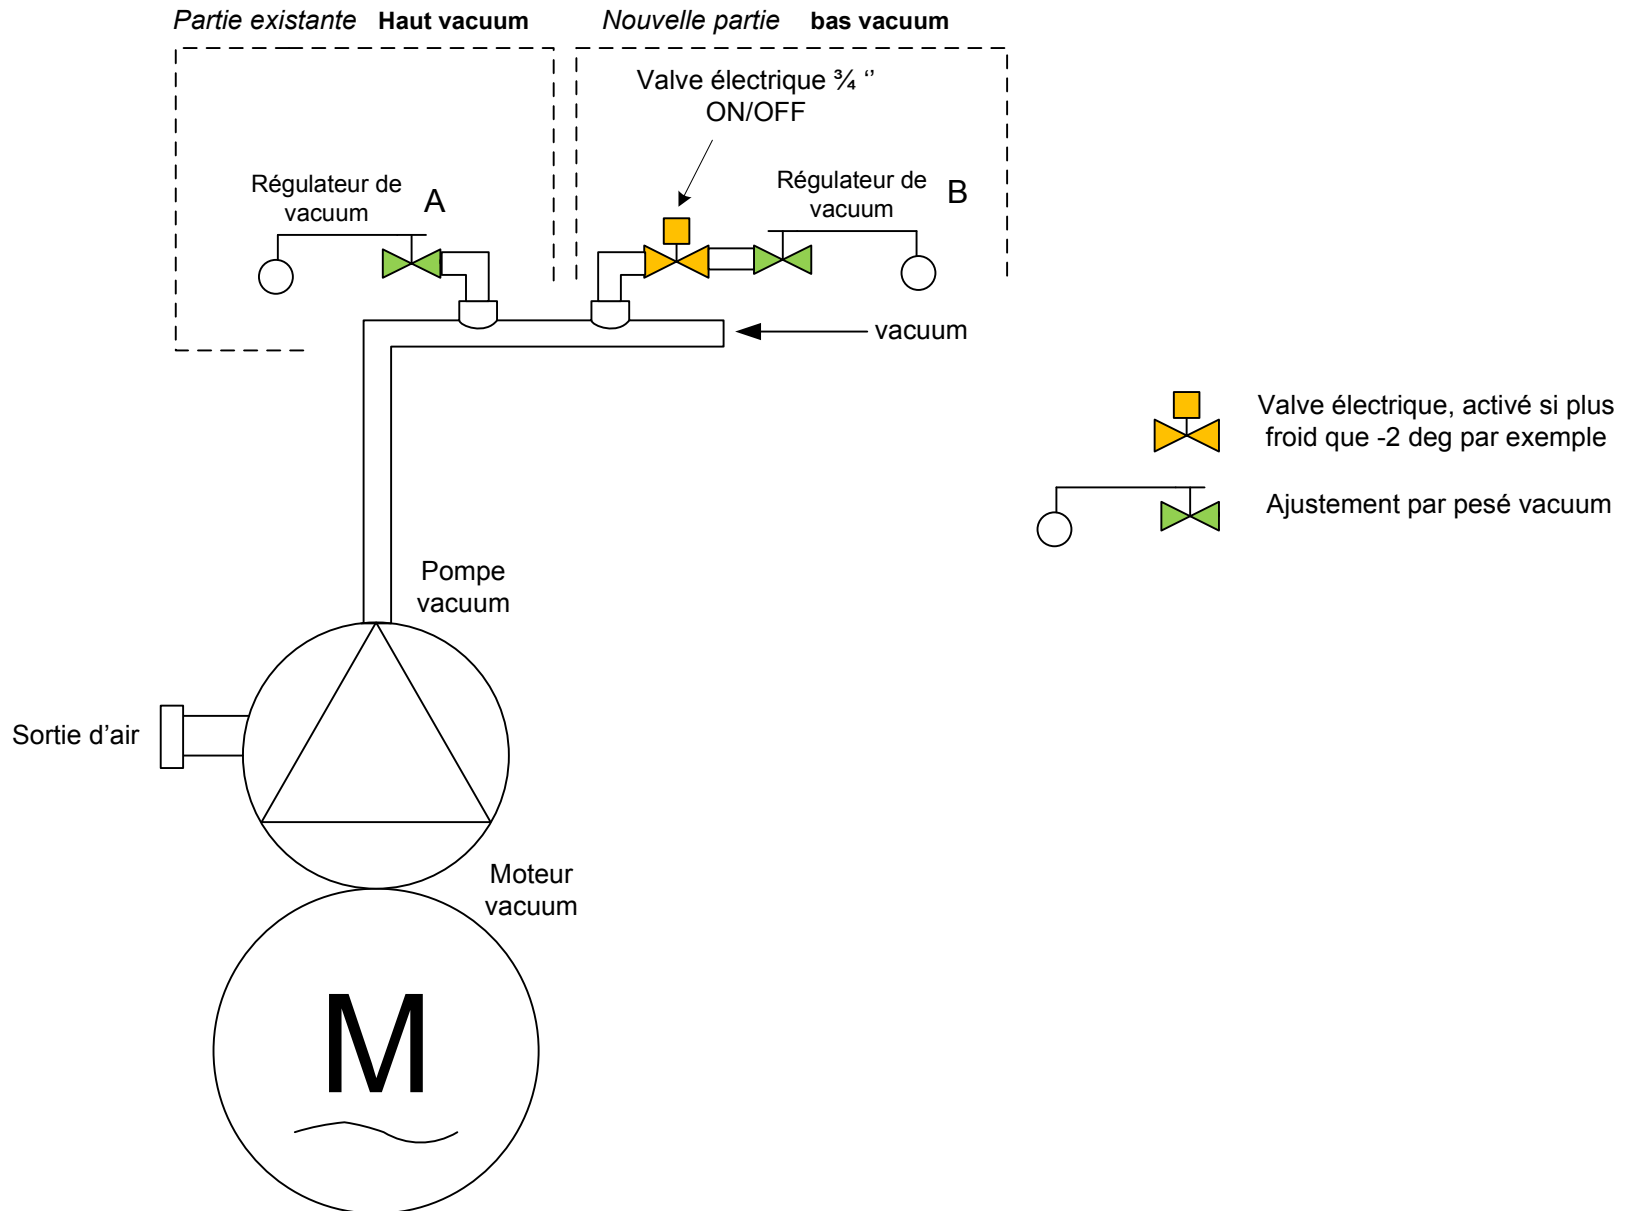 Partie existante Haut vacuum
Nouvelle partie bas vacuum
Valve électrique ¾ ‘’
ON/OFF
Régulateur de
vacuum
A
Régulateur de
vacuum
B
vacuum
Valve électrique, activé si plus
froid que -2 deg par exemple
Ajustement par pesé vacuum
Pompe
vacuum
Sortie d’air
Moteur
vacuum
M